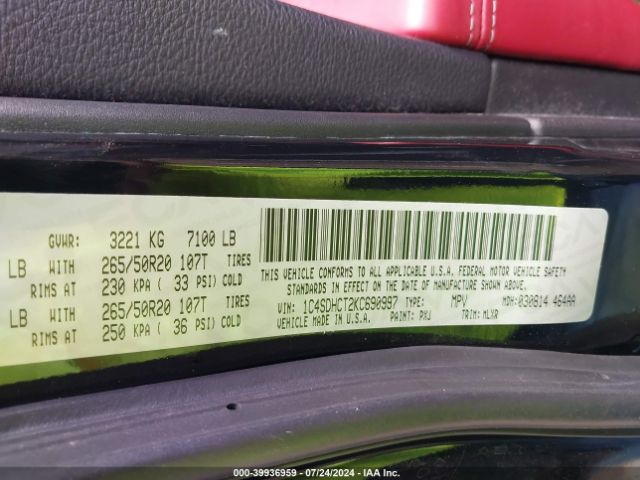 GVWR: 3221 KG 7100 LB
LB WITH 265/50R20 107T TIRES
RIMS AT 230 KPA ( 33 PSI) COLD
LB WITH 265/50R20 107T TIRES
RIMS AT 250 KPA ( 36 PSI) COLD
THIS VEHICLE CONFORMS TO ALL APPLICABLE U.S.A. FEDERAL MOTOR VEHICLE SAFETY
STANDARDS IN EFFECT ON THE DATE OF MANUFACTURE SHOWN ABOVE.
VIN: 1C4SDHCT2KC690997 TYPE: MPV MDH: 030814 464AA
VEHICLE MADE IN U.S.A. PAINT: PXJ TRIM: MLXR
000-39936959 / 07/24/2024 / IAA Inc.